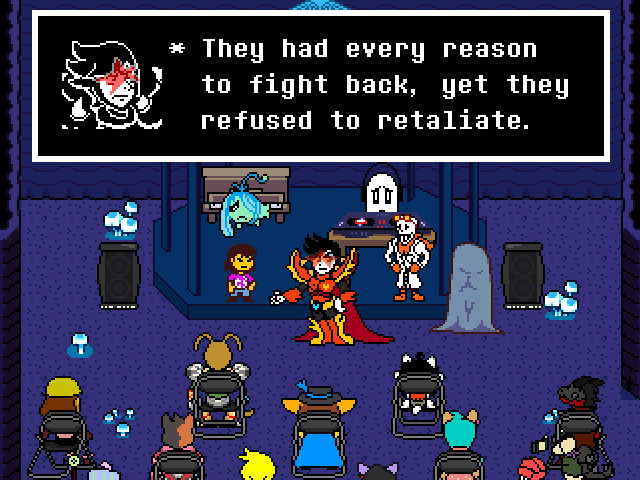 * They had every reason
to fight back, yet they
refused to retaliate.